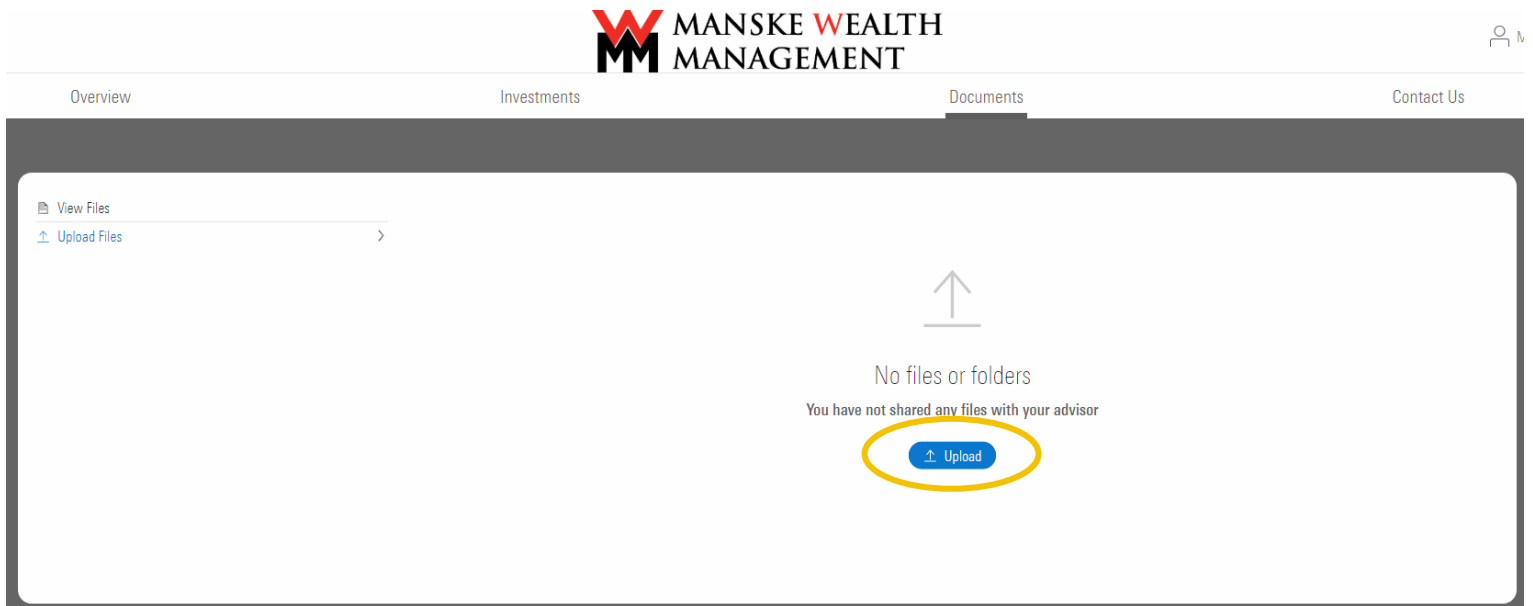 MANSKE WEALTH
MANAGEMENT
Overview
Investments
Documents
Contact Us
View Files
Upload Files
No files or folders
You have not shared any files with your advisor
Upload